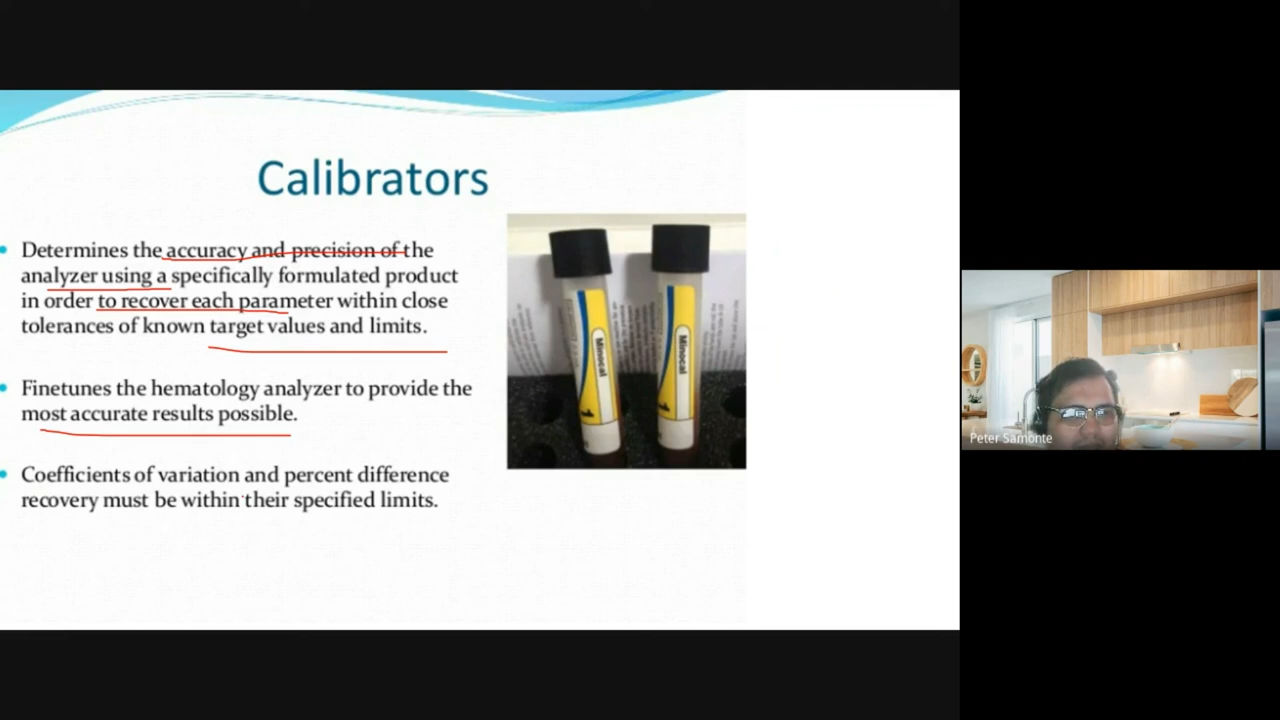 Calibrators
Determines the accuracy and precision of the
analyzer using a specifically formulated product
in order to recover each parameter within close
tolerances of known target values and limits.
Finetunes the hematology analyzer to provide the
most accurate results possible.
Coefficients of variation and percent difference
recovery must be within their specified limits.
Minocal
Minocal
Peter Samonte